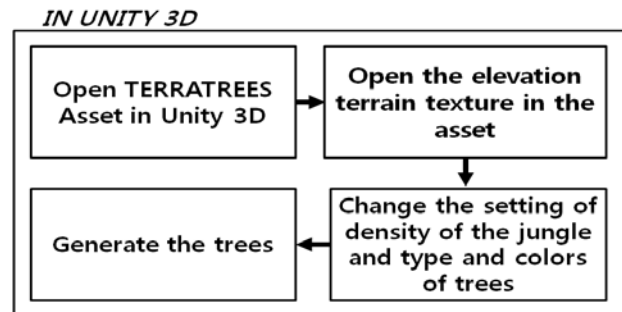 IN UNITY 3D
Open TERRATREES
Asset in Unity 3D
Open the elevation
terrain texture in the
asset
Change the setting of
density of the jungle
and type and colors
of trees
Generate the trees